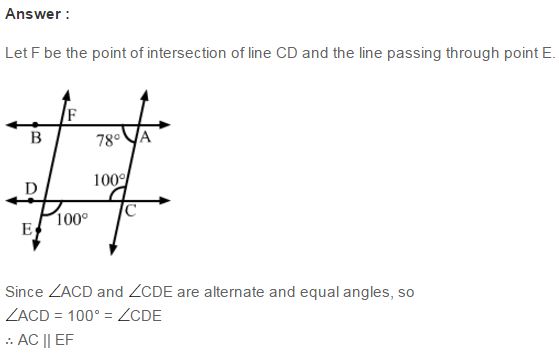 Answer :
Let F be the point of intersection of line CD and the line passing through point E.
F
B
78°
A
100°
D
C
100°
E
Since ∠ACD and ∠CDE are alternate and equal angles, so
∠ACD = 100° = ∠CDE
∴ AC || EF